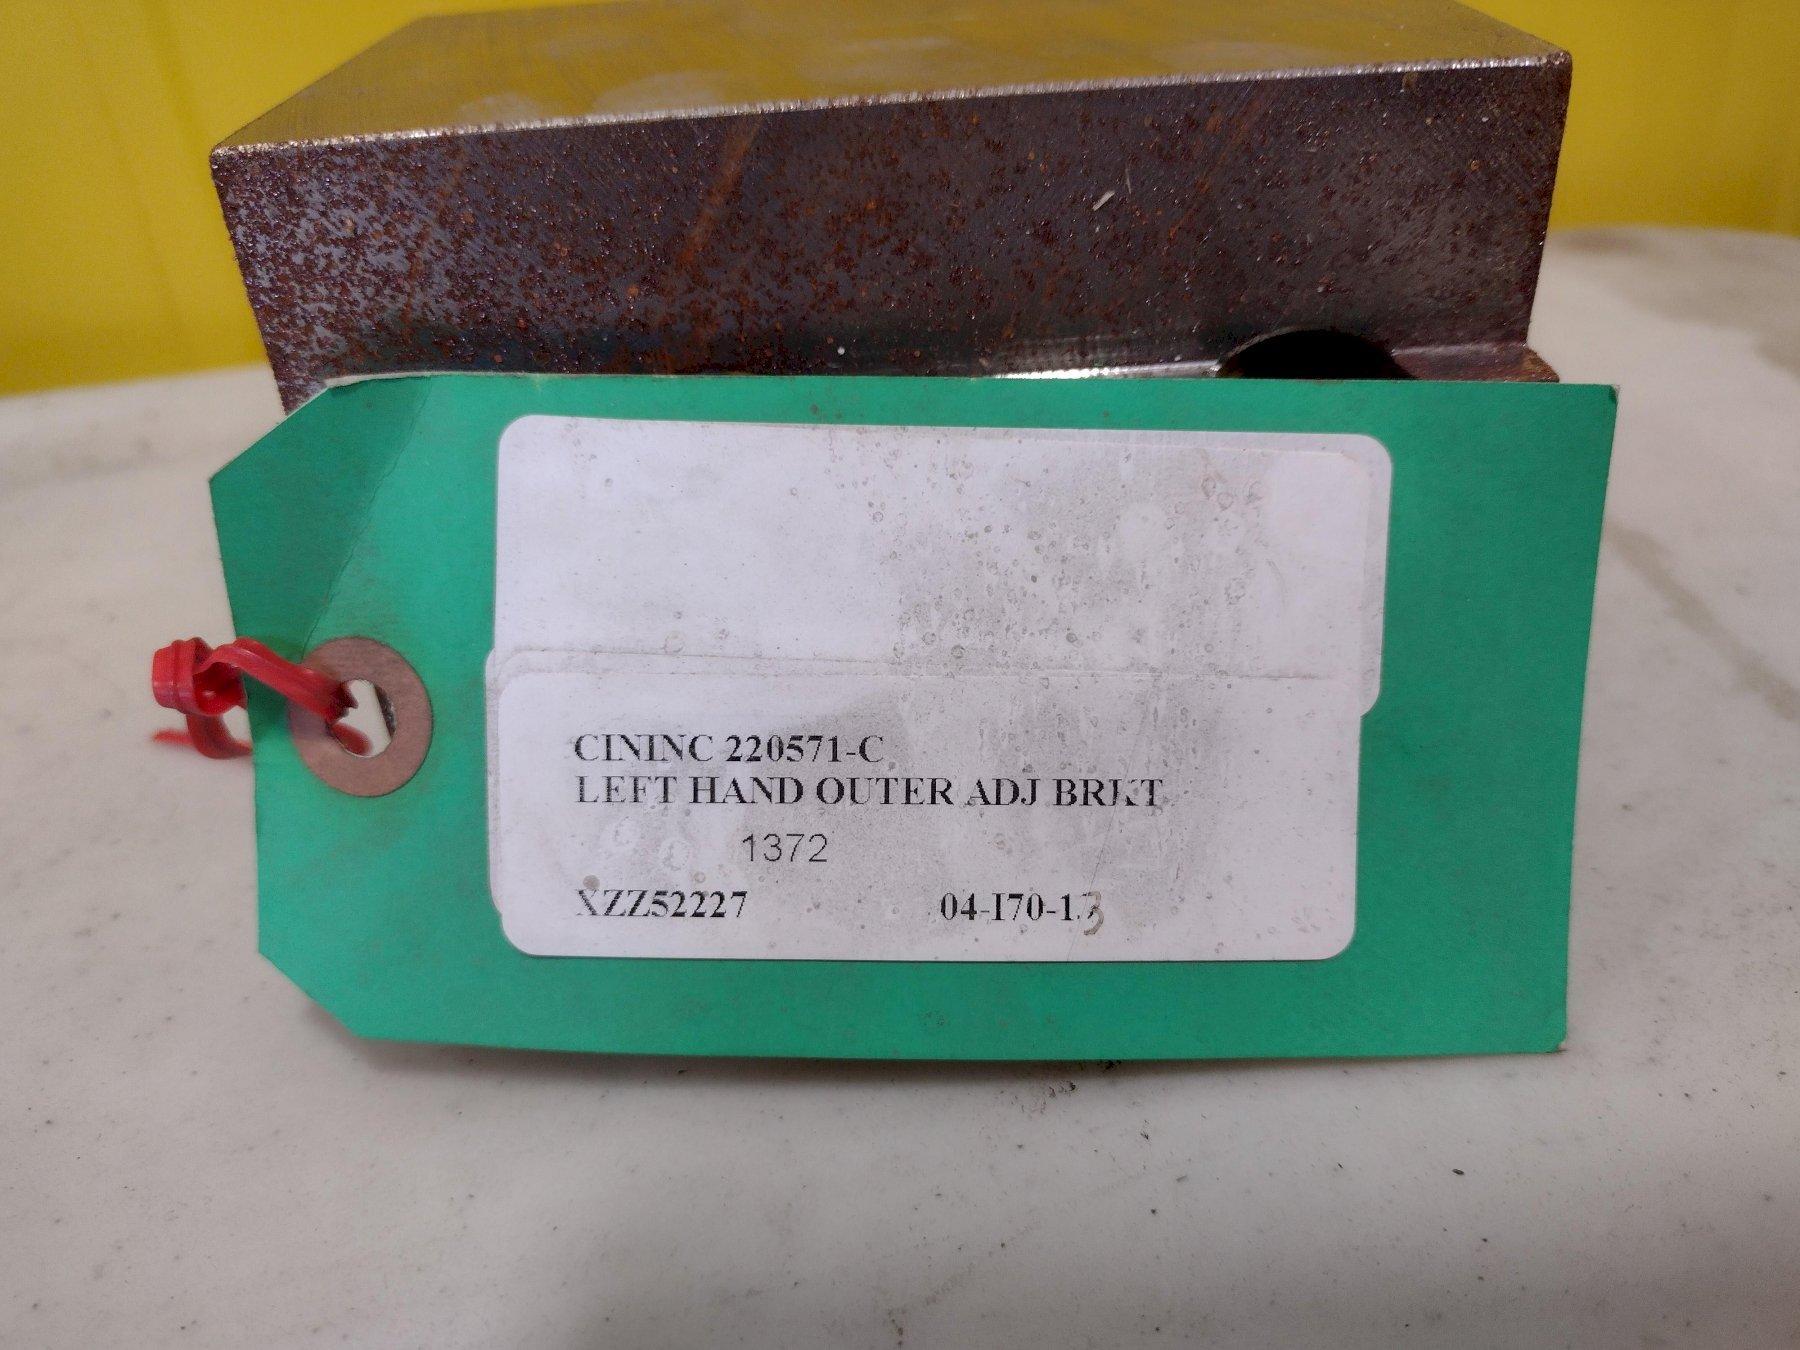 CININC 220571-C
LEFT HAND OUTER ADJ BRKT
1372
XZZ52227 04-I70-13